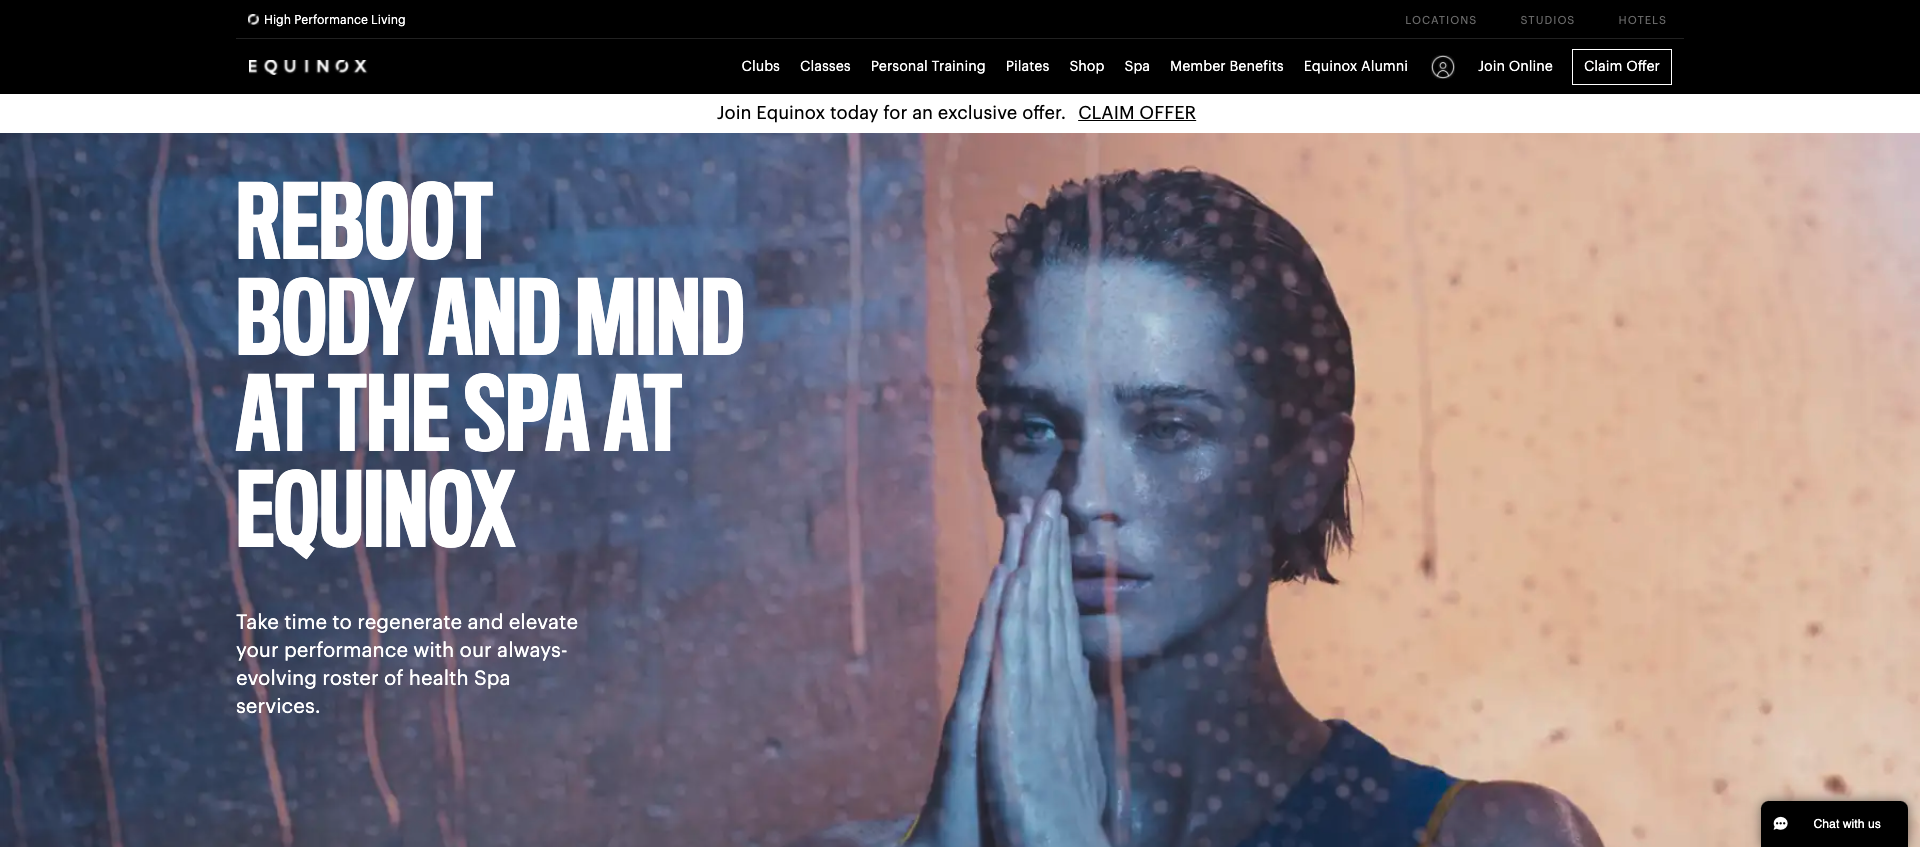 High Performance Living
LOCATIONS STUDIOS HOTELS
EQUINOX
Clubs Classes Personal Training Pilates Shop Spa Member Benefits Equinox Alumni Join Online Claim Offer
Join Equinox today for an exclusive offer. CLAIM OFFER
REBOOT
BODY AND MIND
AT THE SPA AT
EQUINOX
Take time to regenerate and elevate
your performance with our always-
evolving roster of health Spa
services.
Chat with us